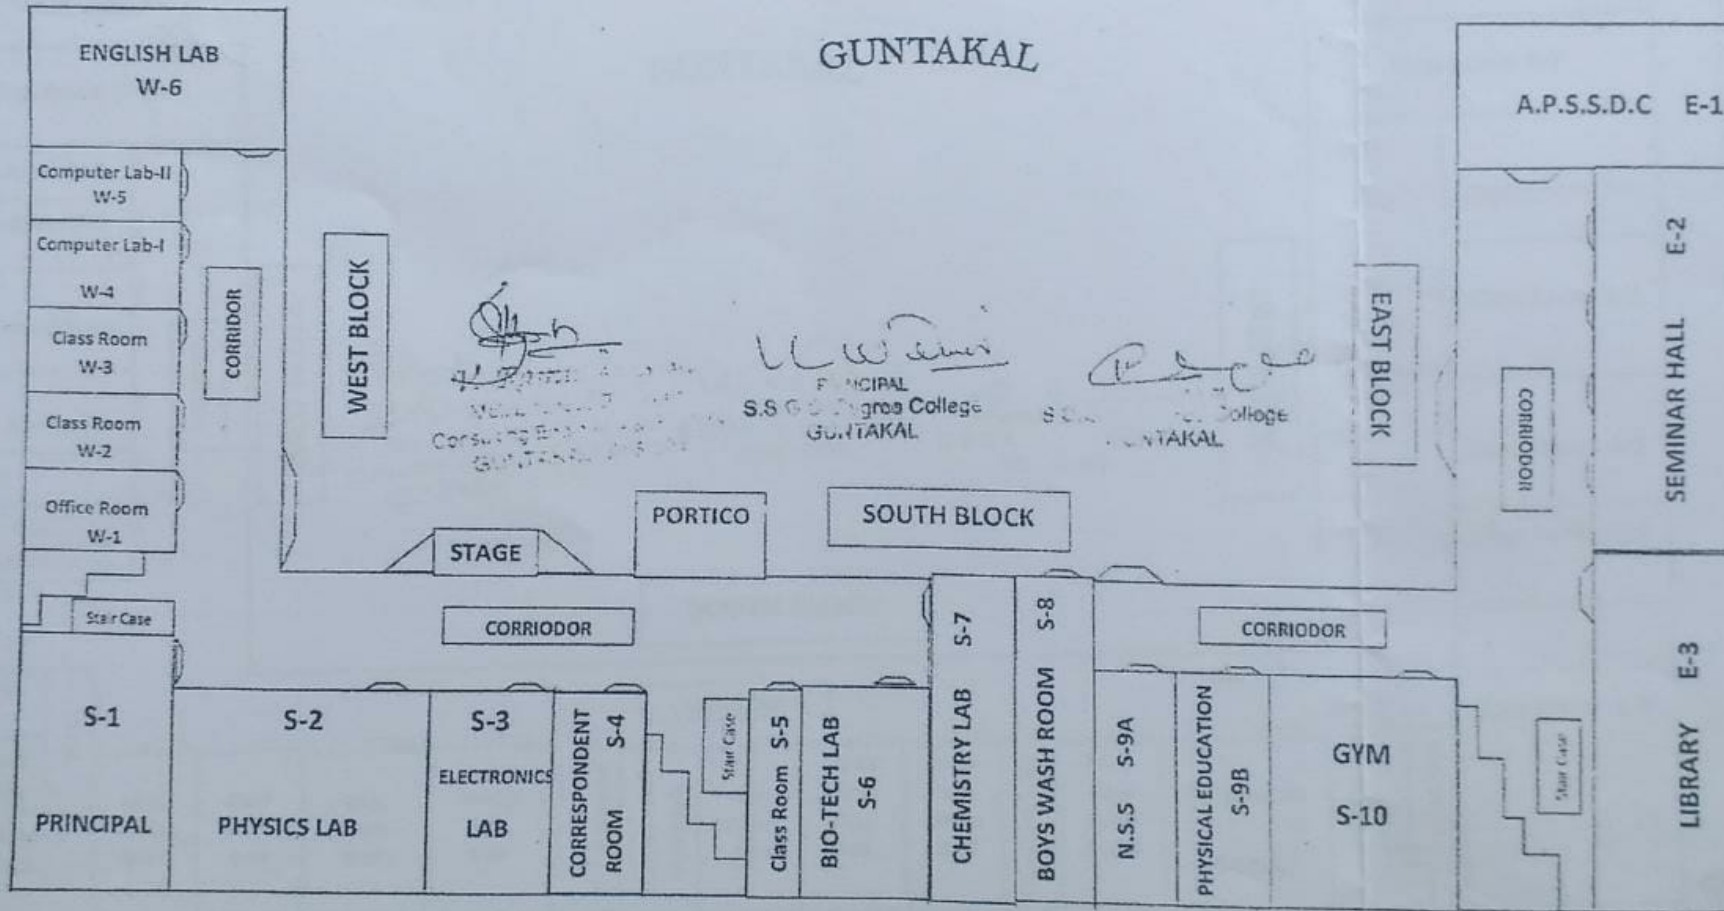 GUNTAKAL
ENGLISH LAB
W-6
Computer Lab-II
W-5
Computer Lab-I
W-4
Class Room
W-3
Class Room
W-2
Office Room
W-1
Stair Case
CORRIDOR
WEST BLOCK
PRINCIPAL
S.S.G.S Degree College
GUNTAKAL
College
GUNTAKAL
GUNTAKAL
STAGE
PORTICO
SOUTH BLOCK
EAST BLOCK
A.P.S.S.D.C E-1
SEMINAR HALL E-2
CORRIODOR
LIBRARY E-3
CORRIODOR
CORRIODOR
S-1
PRINCIPAL
S-2
PHYSICS LAB
S-3
ELECTRONICS
LAB
CORRESPONDENT
ROOM S-4
Stair Case
Class Room S-5
BIO-TECH LAB
S-6
CHEMISTRY LAB S-7
BOYS WASH ROOM S-8
N.S.S S-9A
PHYSICAL EDUCATION
S-9B
GYM
S-10
Stair Case